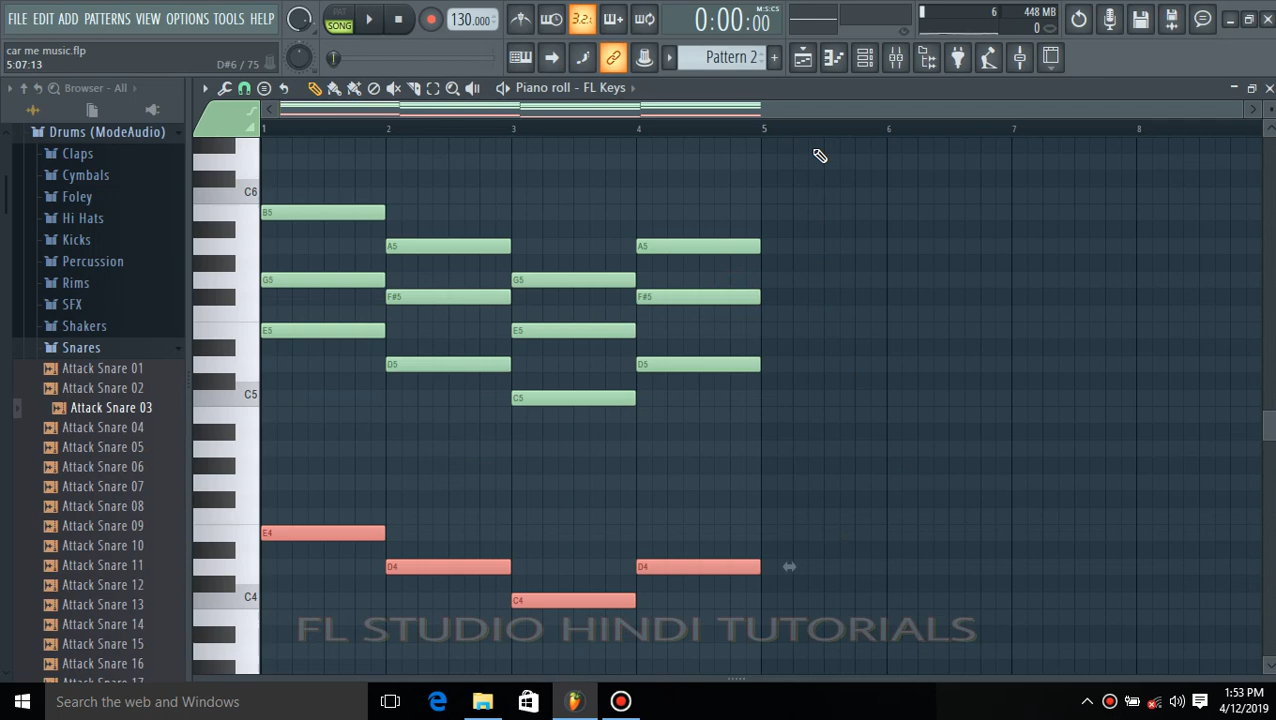 FILE EDIT ADD PATTERNS VIEW OPTIONS TOOLS HELP
PAT
SONG
130.000
3.2
0:00:00
M:S:CS
6
448 MB
0
car me music.flp
5:07:13
D#6 / 75
Pattern 2
Browser - All
Piano roll - FL Keys
Drums (ModeAudio)
Claps
Cymbals
Foley
Hi Hats
Kicks
Percussion
Rims
SFX
Shakers
Snares
Attack Snare 01
Attack Snare 02
Attack Snare 03
Attack Snare 04
Attack Snare 05
Attack Snare 06
Attack Snare 07
Attack Snare 08
Attack Snare 09
Attack Snare 10
Attack Snare 11
Attack Snare 12
Attack Snare 13
Attack Snare 14
Attack Snare 15
Attack Snare 16
1 2 3 4 5 6 7 8
C6
B5
A5 A5
G5 G5
F#5 F#5
E5 E5
D5 D5
C5
C5
E4
D4 D4
C4
C4
FL STUDIO HINDI TUTORIALS
Search the web and Windows
1:53 PM
4/12/2019